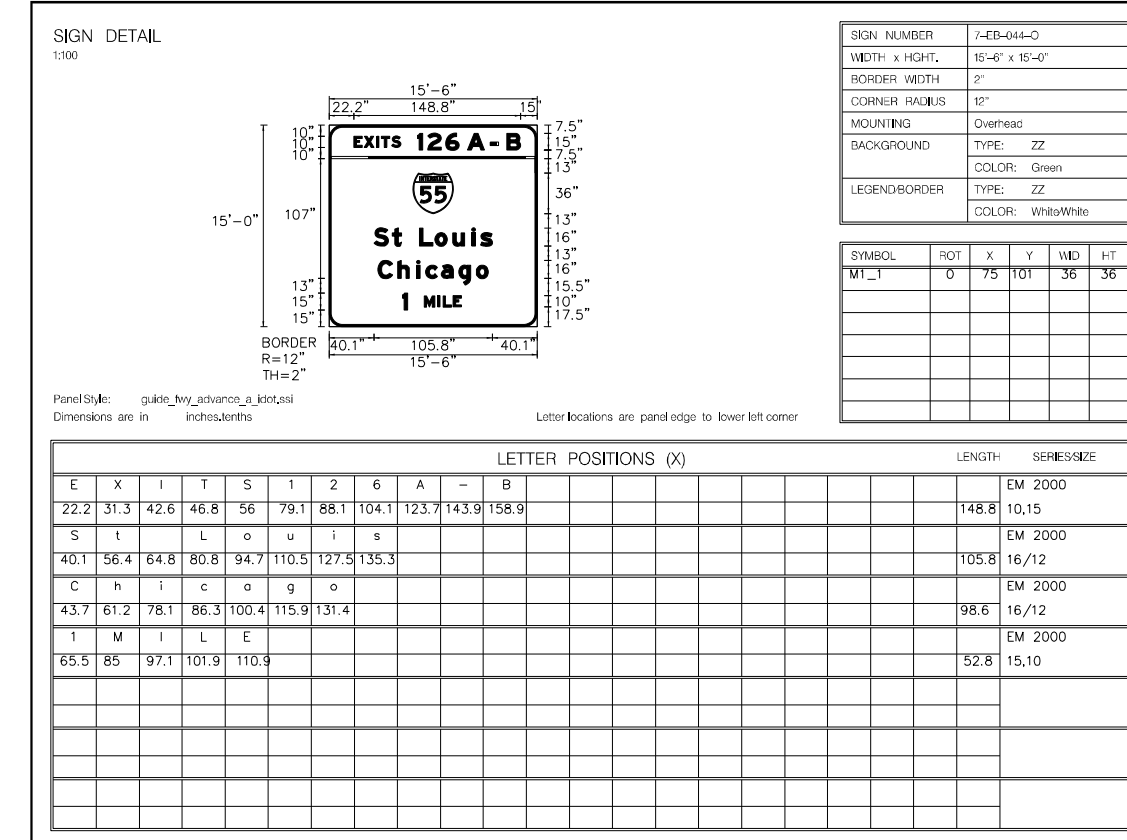 SIGN DETAIL
1:100
15'-6"
22.2" 148.8" 15"
10"
10"
10"
107"
15'-0"
13"
15"
15"
EXITS 126 A - B
INTERSTATE
55
St Louis
Chicago
1 MILE
7.5"
15"
7.5"
13"
36"
13"
16"
13"
16"
15.5"
10"
17.5"
40.1" 105.8" 40.1"
15'-6"
BORDER
R=12"
TH=2"
Panel Style: guide_fwy_advance_a_idot.ssi
Dimensions are in inches.tenths
Letter locations are panel edge to lower left corner
SIGN NUMBER 7-EB-044-O
WIDTH x HGHT. 15'-6" x 15'-0"
BORDER WIDTH 2"
CORNER RADIUS 12"
MOUNTING Overhead
BACKGROUND TYPE: ZZ
COLOR: Green
LEGEND/BORDER TYPE: ZZ
COLOR: White/White
SYMBOL ROT X Y WID HT
M1_1 0 75 101 36 36
LETTER POSITIONS (X) LENGTH SERIES/SIZE
E X I T S 1 2 6 A - B EM 2000
22.2 31.3 42.6 46.8 56 79.1 88.1 104.1 123.7 143.9 158.9 148.8 10,15
S t L o u i s EM 2000
40.1 56.4 64.8 80.8 94.7 110.5 127.5 135.3 105.8 16/12
C h i c a g o EM 2000
43.7 61.2 78.1 86.3 100.4 115.9 131.4 98.6 16/12
1 M I L E EM 2000
65.5 85 97.1 101.9 110.9 52.8 15,10